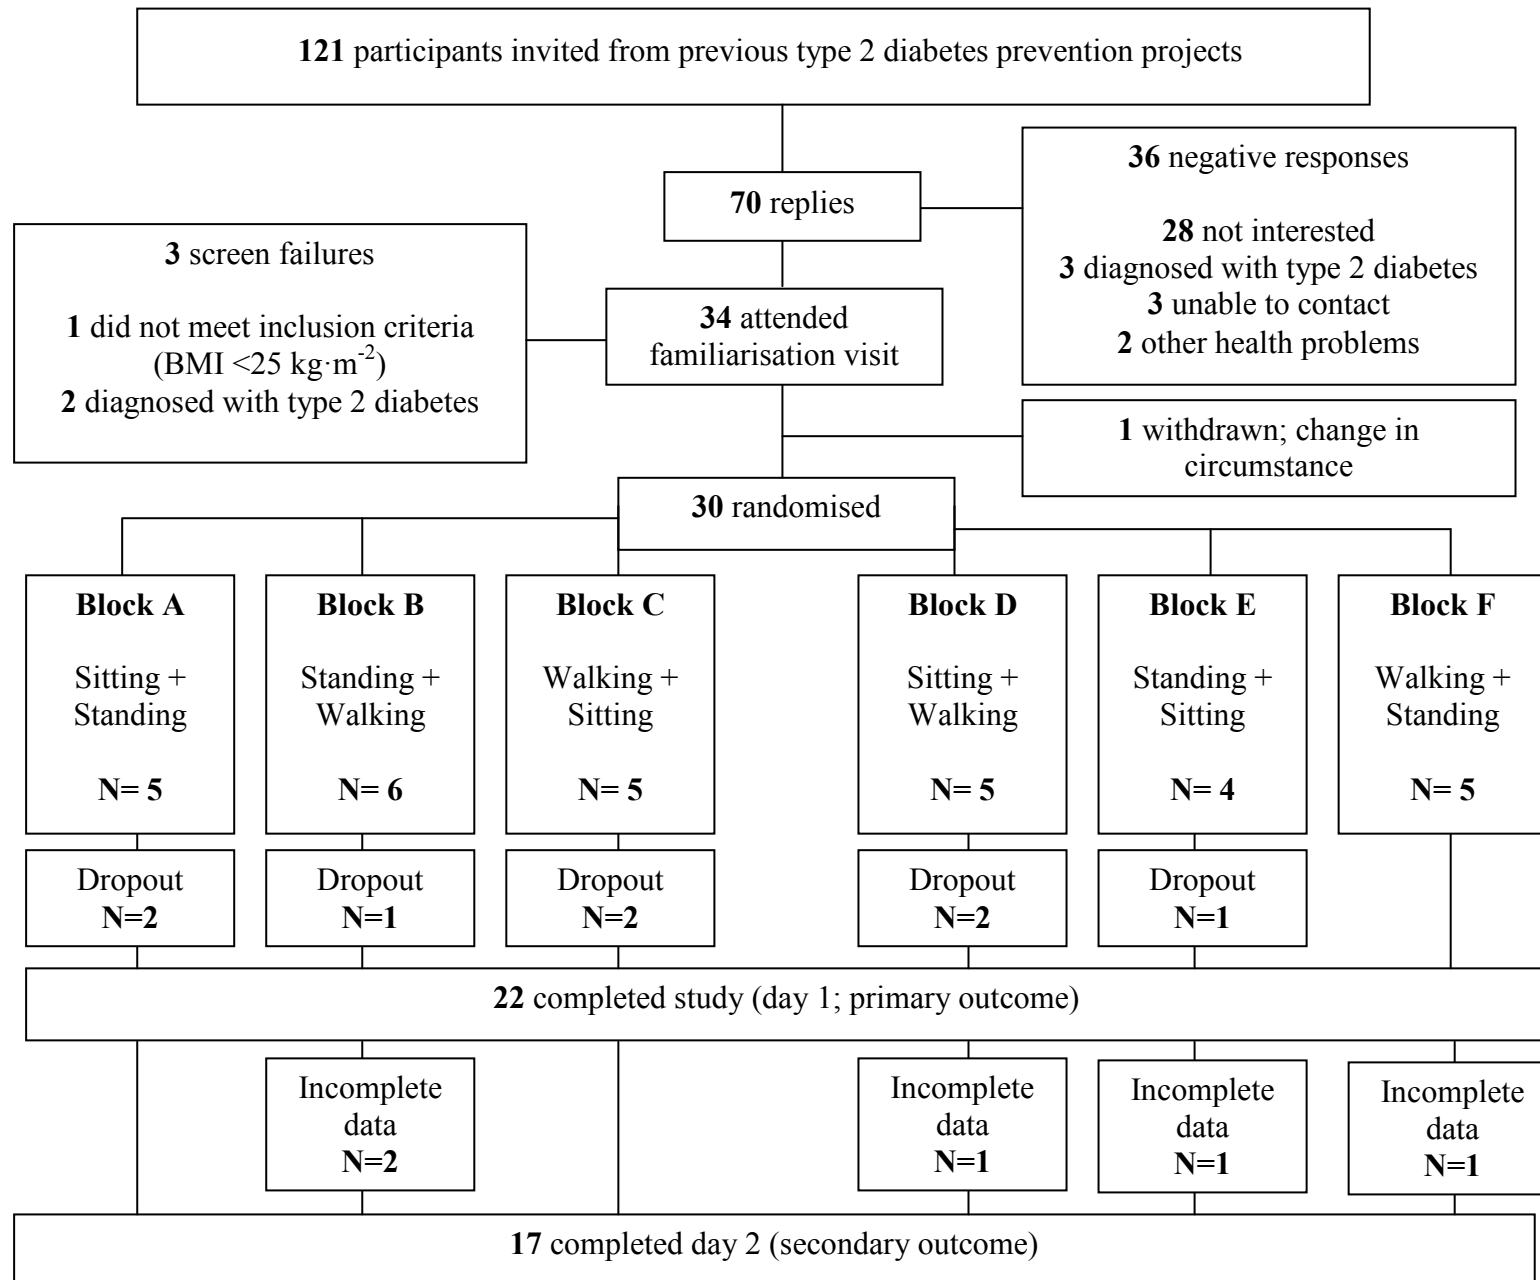 121 participants invited from previous type 2 diabetes prevention projects
36 negative responses
28 not interested
3 diagnosed with type 2 diabetes
3 unable to contact
2 other health problems
70 replies
3 screen failures
1 did not meet inclusion criteria
(BMI <25 kg·m-2)
2 diagnosed with type 2 diabetes
34 attended
familiarisation visit
1 withdrawn; change in
circumstance
30 randomised
Block A
Sitting +
Standing
N= 5
Block B
Standing +
Walking
N= 6
Block C
Walking +
Sitting
N= 5
Block D
Sitting +
Walking
N= 5
Block E
Standing +
Sitting
N= 4
Block F
Walking +
Standing
N= 5
Dropout
N=2
Dropout
N=1
Dropout
N=2
Dropout
N=2
Dropout
N=1
22 completed study (day 1; primary outcome)
Incomplete
data
N=2
Incomplete
data
N=1
Incomplete
data
N=1
Incomplete
data
N=1
17 completed day 2 (secondary outcome)